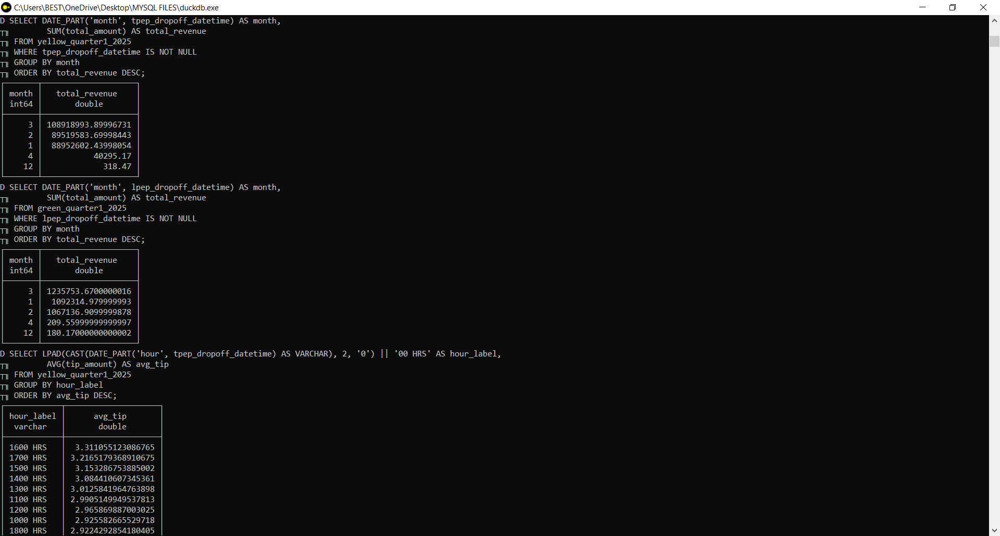 C:\Users\BEST\OneDrive\Desktop\MYSQL FILES\duckdb.exe
D SELECT DATE_PART('month', tpep_dropoff_datetime) AS month,
SUM(total_amount) AS total_revenue
FROM yellow_quarter1_2025
WHERE tpep_dropoff_datetime IS NOT NULL
GROUP BY month
ORDER BY total_revenue DESC;
month total_revenue
int64 double
3 108918993.89996731
2 89519583.69998443
1 88952602.43998054
4 40295.17
12 318.47
D SELECT DATE_PART('month', lpep_dropoff_datetime) AS month,
SUM(total_amount) AS total_revenue
FROM green_quarter1_2025
WHERE lpep_dropoff_datetime IS NOT NULL
GROUP BY month
ORDER BY total_revenue DESC;
month total_revenue
int64 double
3 1235753.6700000016
1 1092314.979999993
2 1067136.9099999878
4 209.55999999999997
12 180.17000000000002
D SELECT LPAD(CAST(DATE_PART('hour', tpep_dropoff_datetime) AS VARCHAR), 2, '0') || '00 HRS' AS hour_label,
AVG(tip_amount) AS avg_tip
FROM yellow_quarter1_2025
GROUP BY hour_label
ORDER BY avg_tip DESC;
hour_label avg_tip
varchar double
1600 HRS 3.311055123086765
1700 HRS 3.2165179368910675
1500 HRS 3.153286753885002
1400 HRS 3.084410607345361
1300 HRS 3.0125841964763898
1100 HRS 2.9905149949537813
1200 HRS 2.965869887003025
1000 HRS 2.925582665529718
1800 HRS 2.9224292854180405